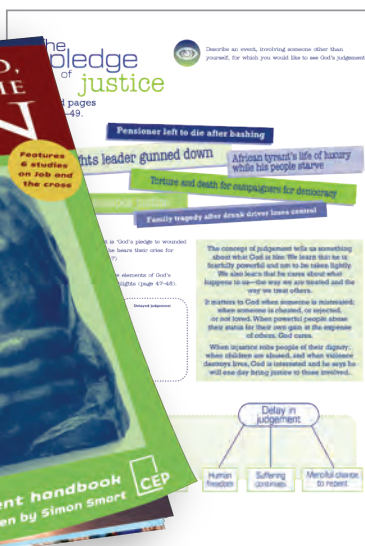 The
pledge
of
justice
pages
-49.
Describe an event, involving someone other than
yourself, for which you would like to see God's judgement
Pensioner left to die after bashing
hts leader gunned down
African tyrant's life of luxury
while his people starve
Torture and death for campaigners for democracy
Family tragedy after drunk driver loses control
is 'God's pledge to wounded
he hears their cries for
elements of God's
lights (page 47-48).
Delayed judgement
The concept of judgement tells us something
about what God is like. We learn that he is
fearfully powerful and not to be taken lightly.
We also learn that he cares about what
happens to us—the way we are treated and the
way we treat others.
It matters to God when someone is mistreated;
when someone is cheated, or rejected,
or not loved. When powerful people abuse
their status for their own gain at the expense
of others, God cares.
When injustice robs people of their dignity,
when children are abused, and when violence
destroys lives, God is interested and he says he
will one day bring justice to those involved.
Delay in
judgement
Human
freedom
Suffering
continues
Merciful chance
to repent
D,
HE
N
Features
6 studies
on Job and
the cross
ent handbook
en by Simon Smart
CEP